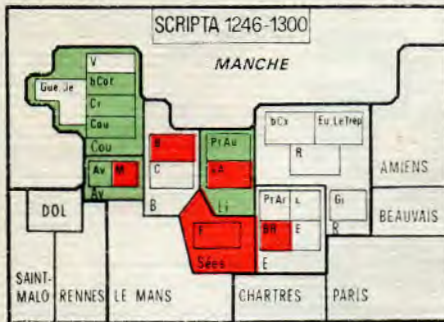 SCRIPTA 1246-1300
MANCHE
V
bCot
Gue. Je
Cr
Cou
Cou
Av M
Av
B
C
B
PrAu
Li
bCx Eu. LeTrep
R
PrAr
BR E
E
Gi
R
F
Sées
AMIENS
BEAUVAIS
DOL
SAINT-
MALO
RENNES
LE MANS
CHARTRES
PARIS